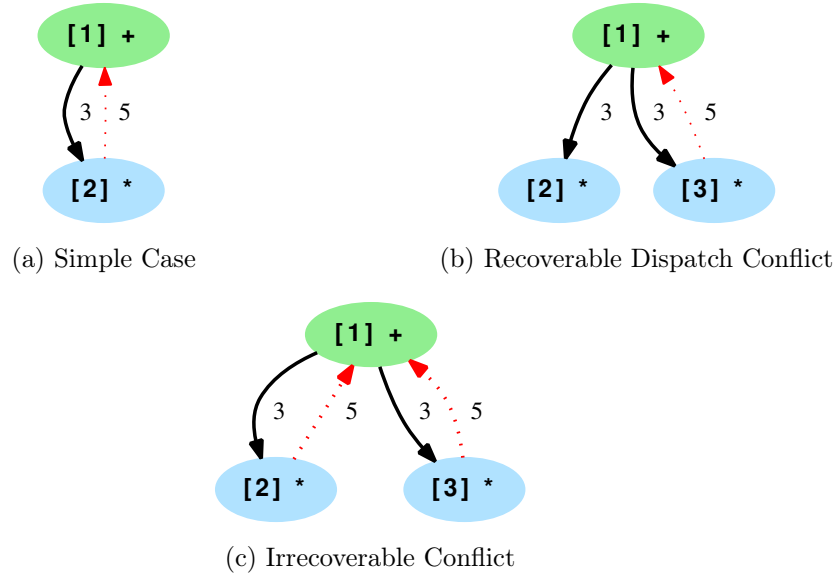 [1] +
3 5
[2] *
(a) Simple Case
[1] +
3 3 5
[2] * [3] *
(b) Recoverable Dispatch Conflict
[1] +
3 5 3 5
[2] * [3] *
(c) Irrecoverable Conflict